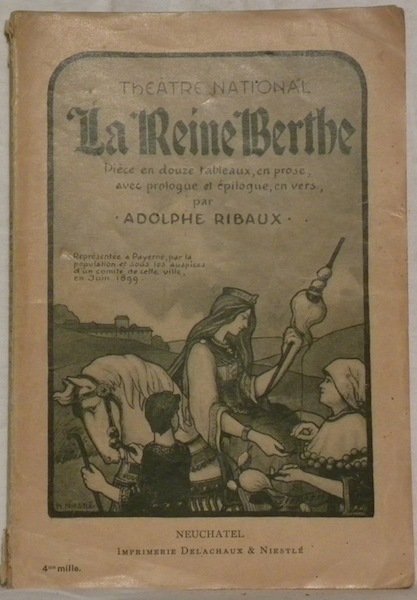 THÉATRE NATIONAL
La Reine Berthe
Pièce en douze tableaux, en prose,
avec prologue et épilogue, en vers,
par
· ADOLPHE RIBAUX ·
Représentée à Payerne, par la
population et sous les auspices
d'un comité de cette ville,
en Juin 1899
NEUCHATEL
IMPRIMERIE DELACHAUX & NIESTLÉ
4me mille.